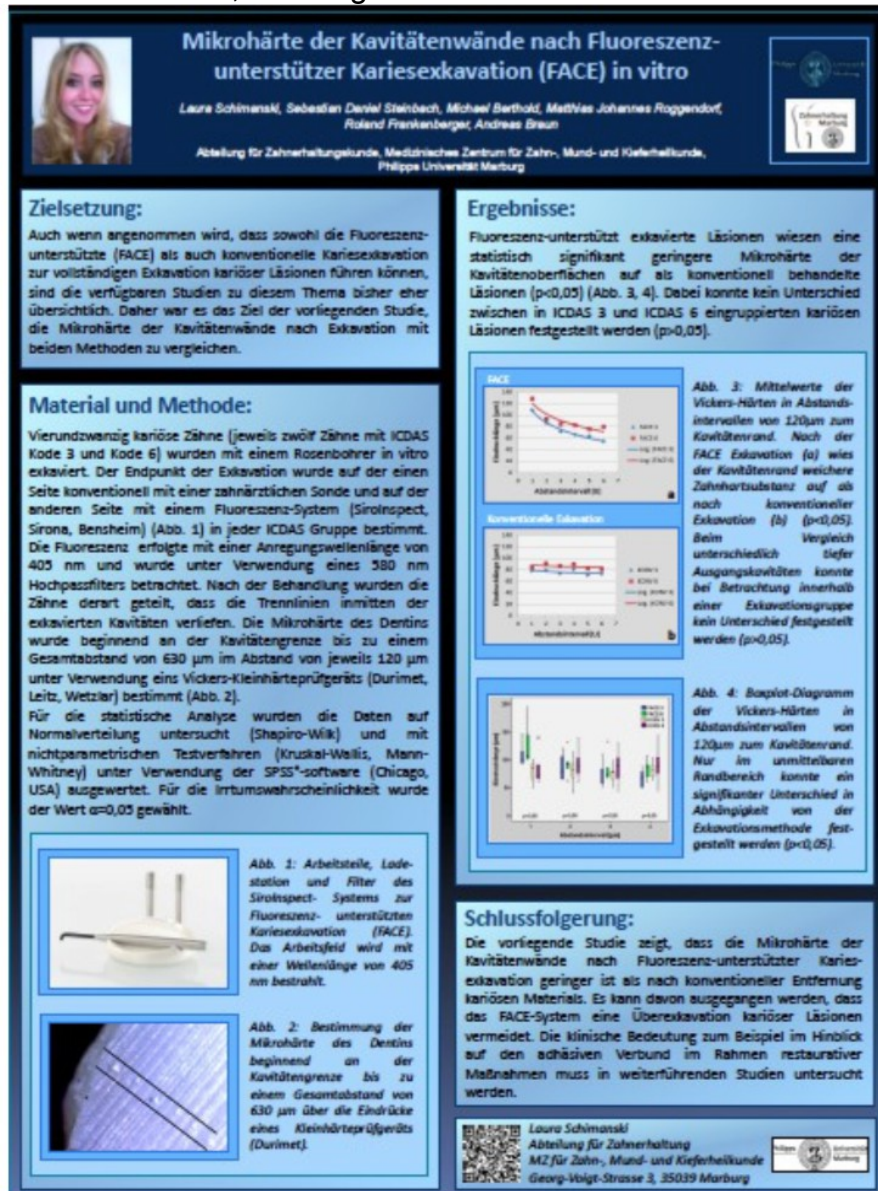 Mikrohärte der Kavitätenwände nach Fluoreszenz-
unterstützer Kariesexkavation (FACE) in vitro
Laura Schimanski, Sebastian Daniel Steinbach, Michael Berthold, Matthias Johannes Roggendorf,
Roland Frankenberger, Andreas Braun
Abteilung für Zahnerhaltungskunde, Medizinisches Zentrum für Zahn-, Mund- und Kieferheilkunde,
Philipps Universität Marburg
Zahnerhaltung
Marburg
Zielsetzung:
Auch wenn angenommen wird, dass sowohl die Fluoreszenz-
unterstützte (FACE) als auch konventionelle Kariesexkavation
zur vollständigen Exkavation kariöser Läsionen führen können,
sind die verfügbaren Studien zu diesem Thema bisher eher
übersichtlich. Daher war es das Ziel der vorliegenden Studie,
die Mikrohärte der Kavitätenwände nach Exkavation mit
beiden Methoden zu vergleichen.
Material und Methode:
Vierundzwanzig kariöse Zähne (jeweils zwölf Zähne mit ICDAS
Kode 3 und Kode 6) wurden mit einem Rosenbohrer in vitro
exkaviert. Der Endpunkt der Exkavation wurde auf der einen
Seite konventionell mit einer zahnärztlichen Sonde und auf der
anderen Seite mit einem Fluoreszenz-System (SiroInspect,
Sirona, Bensheim) (Abb. 1) in jeder ICDAS Gruppe bestimmt.
Die Fluoreszenz erfolgte mit einer Anregungswellenlänge von
405 nm und wurde unter Verwendung eines 580 nm
Hochpassfilters betrachtet. Nach der Behandlung wurden die
Zähne derart geteilt, dass die Trennlinien inmitten der
exkavierten Kavitäten verliefen. Die Mikrohärte des Dentins
wurde beginnend an der Kavitätengrenze bis zu einem
Gesamtabstand von 630 µm im Abstand von jeweils 120 µm
unter Verwendung eins Vickers-Kleinhärteprüfgeräts (Durimet,
Leitz, Wetzlar) bestimmt (Abb. 2).
Für die statistische Analyse wurden die Daten auf
Normalverteilung untersucht (Shapiro-Wilk) und mit
nichtparametrischen Testverfahren (Kruskal-Wallis, Mann-
Whitney) unter Verwendung der SPSS*-software (Chicago,
USA) ausgewertet. Für die Irrtumswahrscheinlichkeit wurde
der Wert α=0,05 gewählt.
Abb. 1: Arbeitsteile, Lade-
station und Filter des
SiroInspect- Systems zur
Fluoreszenz- unterstützten
Kariesexkavation (FACE).
Das Arbeitsfeld wird mit
einer Wellenlänge von 405
nm bestrahlt.
Abb. 2: Bestimmung der
Mikrohärte des Dentins
beginnend an der
Kavitätengrenze bis zu
einem Gesamtabstand von
630 µm über die Eindrücke
eines Kleinhärteprüfgeräts
(Durimet).
Ergebnisse:
Fluoreszenz-unterstützt exkavierte Läsionen wiesen eine
statistisch signifikant geringere Mikrohärte der
Kavitätenoberflächen auf als konventionell behandelte
Läsionen (p<0,05) (Abb. 3, 4). Dabei konnte kein Unterschied
zwischen in ICDAS 3 und ICDAS 6 eingruppierten kariösen
Läsionen festgestellt werden (p>0,05).
FACE
0 1 2 3 4 5 6 7
a
Konventionelle Exkavation
0 1 2 3 4 5 6 7
b
Abb. 3: Mittelwerte der
Vickers-Härten in Abstands-
intervallen von 120µm zum
Kavitätenrand. Nach der
FACE Exkavation (a) wies
der Kavitätenrand weichere
Zahnhartsubstanz auf als
nach konventioneller
Exkavation (b) (p<0,05).
Beim Vergleich
unterschiedlich tiefer
Ausgangskavitäten konnte
bei Betrachtung innerhalb
einer Exkavationsgruppe
kein Unterschied festgestellt
werden (p>0,05).
Abb. 4: Boxplot-Diagramm
der Vickers-Härten in
Abstandsintervallen von
120µm zum Kavitätenrand.
Nur im unmittelbaren
Randbereich konnte ein
signifikanter Unterschied in
Abhängigkeit von der
Exkavationsmethode fest-
gestellt werden (p<0,05).
Schlussfolgerung:
Die vorliegende Studie zeigt, dass die Mikrohärte der
Kavitätenwände nach Fluoreszenz-unterstützter Karies-
exkavation geringer ist als nach konventioneller Entfernung
kariösen Materials. Es kann davon ausgegangen werden, dass
das FACE-System eine Überexkavation kariöser Läsionen
vermeidet. Die klinische Bedeutung zum Beispiel im Hinblick
auf den adhäsiven Verbund im Rahmen restaurativer
Maßnahmen muss in weiterführenden Studien untersucht
werden.
Laura Schimanski
Abteilung für Zahnerhaltung
MZ für Zahn-, Mund- und Kieferheilkunde
Georg-Voigt-Strasse 3, 35039 Marburg
Philipps Universität
Marburg